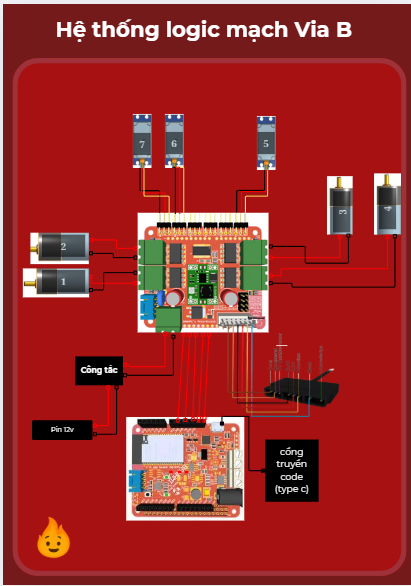 Hệ thống logic mạch Via B
7
6
5
3
4
2
1
Công tắc
Pin 12v
cổng
truyền
code
(type c)